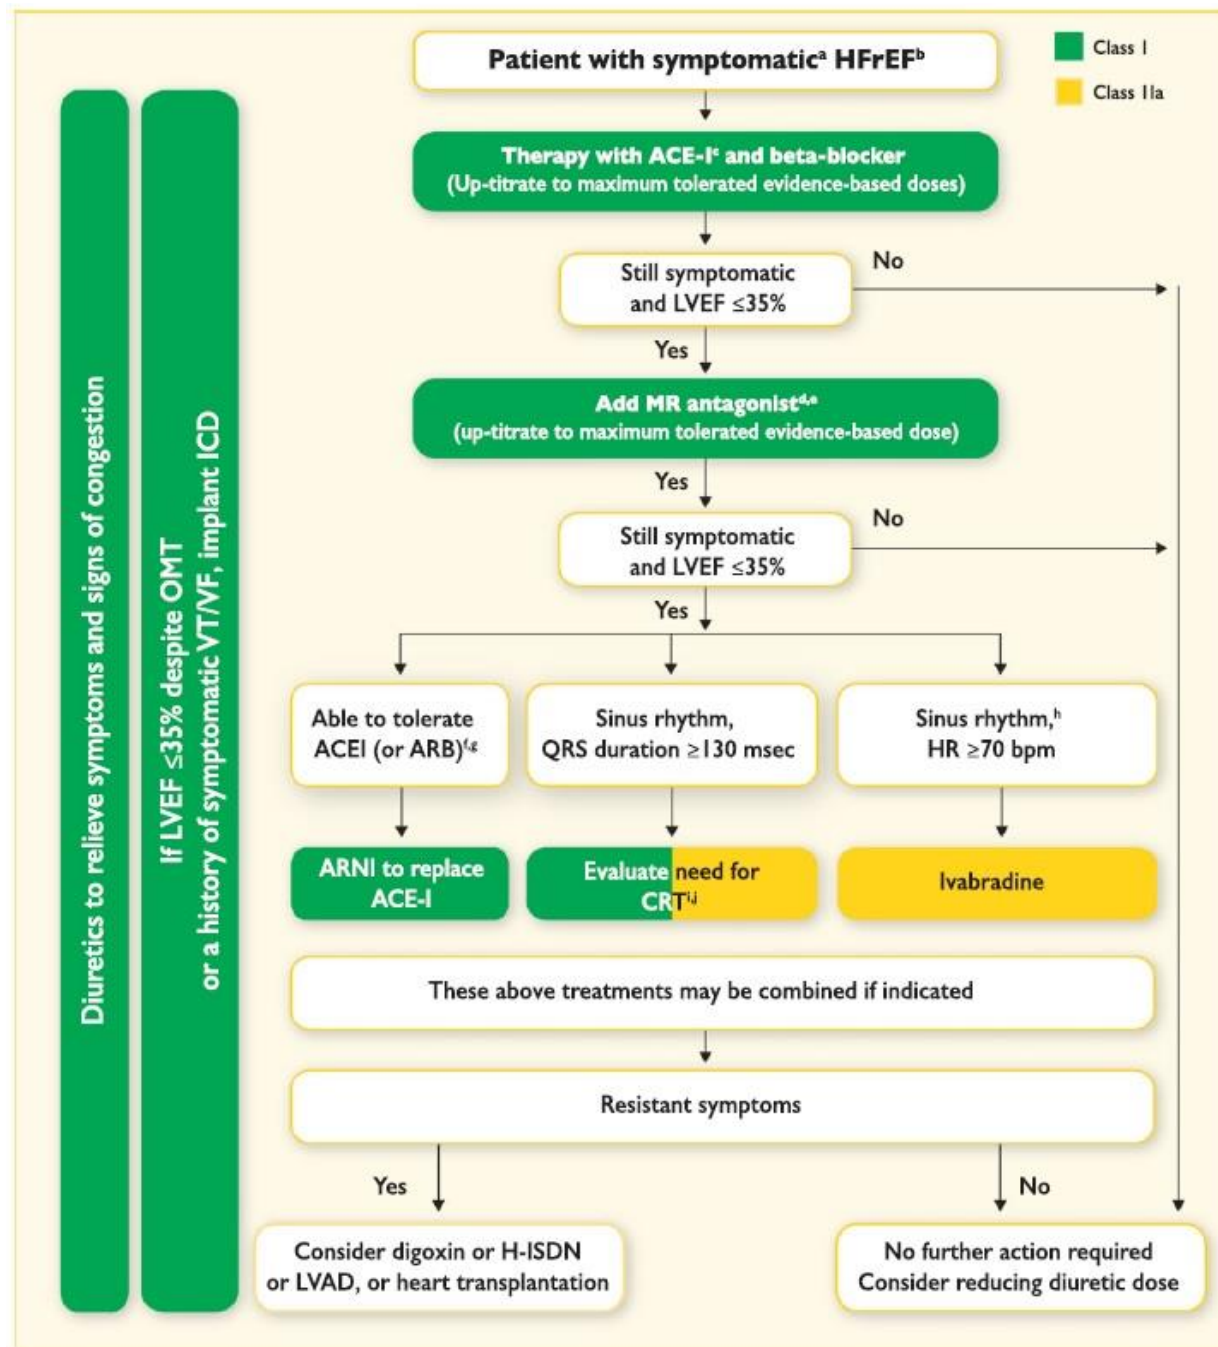 Patient with symptomaticᵃ HFrEFᵇ
Class I
Class IIa
Therapy with ACE-Iᶜ and beta-blocker
(Up-titrate to maximum tolerated evidence-based doses)
Still symptomatic
and LVEF ≤35%
No
Yes
Add MR antagonistᵈ,ᵉ
(up-titrate to maximum tolerated evidence-based dose)
Yes
Still symptomatic
and LVEF ≤35%
No
Yes
Able to tolerate
ACEI (or ARB)ᶠ,ᵍ
Sinus rhythm,
QRS duration ≥130 msec
Sinus rhythm,ʰ
HR ≥70 bpm
ARNI to replace
ACE-I
Evaluate need for
CRTⁱ,ʲ
Ivabradine
These above treatments may be combined if indicated
Resistant symptoms
Yes
No
Consider digoxin or H-ISDN
or LVAD, or heart transplantation
No further action required
Consider reducing diuretic dose
Diuretics to relieve symptoms and signs of congestion
If LVEF ≤35% despite OMT
or a history of symptomatic VT/VF, implant ICD